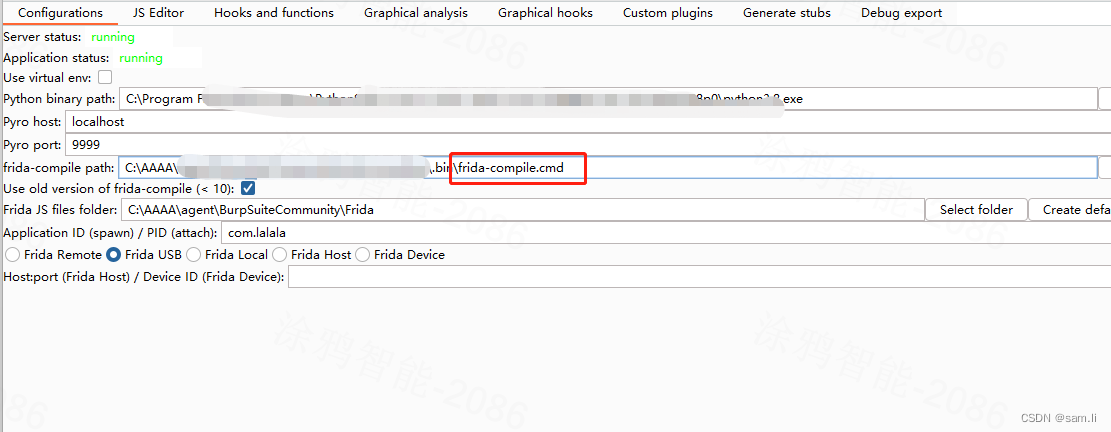 Configurations JS Editor Hooks and functions Graphical analysis Graphical hooks Custom plugins Generate stubs Debug export
Server status: running
Application status: running
Use virtual env:
Python binary path: C:\Program
Pyro host: localhost
Pyro port: 9999
frida-compile path: C:\AAAA\ \.bin\frida-compile.cmd
Use old version of frida-compile (< 10):
Frida JS files folder: C:\AAAA\agent\BurpSuiteCommunity\Frida Select folder Create defa
Application ID (spawn) / PID (attach): com.lalala
Frida Remote Frida USB Frida Local Frida Host Frida Device
Host:port (Frida Host) / Device ID (Frida Device):
涂鸦智能-2086
涂鸦智能-2086
CSDN @sam.li